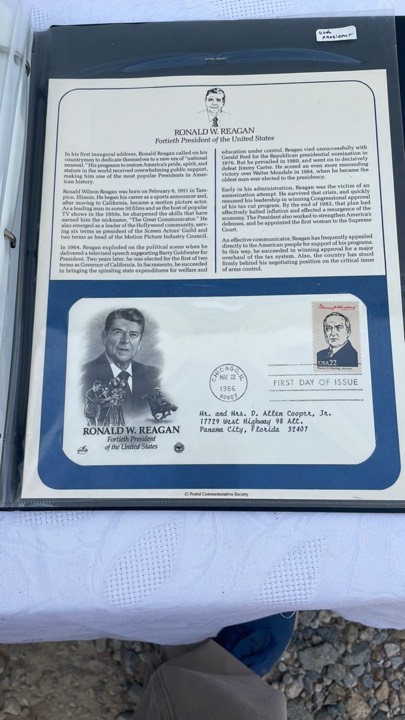 40th
PRESIDENT
RONALD W. REAGAN
Fortieth President of the United States
In his first inaugural address, Ronald Reagan called on his
countrymen to dedicate themselves to a new era of "national
renewal." His programs to restore America's pride, spirit, and
stature in the world received overwhelming public support,
making him one of the most popular Presidents in Amer-
ican history.
Ronald Wilson Reagan was born on February 6, 1911 in Tam-
pico, Illinois. He began his career as a sports announcer and,
after moving to California, became a motion picture actor.
As a leading man in some 50 films and as the host of popular
TV shows in the 1950s, he sharpened the skills that have
earned him the nickname, "The Great Communicator." He
also emerged as a leader of the Hollywood community, serv-
ing six terms as president of the Screen Actors' Guild and
two terms as head of the Motion Picture Industry Council.
In 1964, Reagan exploded on the political scene when he
delivered a televised speech supporting Barry Goldwater for
President. Two years later, he was elected for the first of two
terms as Governor of California. In Sacramento, he succeeded
in bringing the spiraling state expenditures for welfare and
education under control. Reagan vied unsuccessfully with
Gerald Ford for the Republican presidential nomination in
1976. But he prevailed in 1980, and went on to decisively
defeat Jimmy Carter. He scored an even more resounding
victory over Walter Mondale in 1984, when he became the
oldest man ever elected to the presidency.
Early in his administration, Reagan was the victim of an
assassination attempt. He survived that crisis, and quickly
resumed his leadership in winning Congressional approval
of his tax cut program. By the end of 1982, that plan had
effectively halted inflation and effected a resurgence of the
economy. The President also worked to strengthen America's
defenses, and he appointed the first woman to the Supreme
Court.
An effective communicator, Reagan has frequently appealed
directly to the American people for support of his programs.
In this way, he succeeded in winning approval for a major
overhaul of the tax system. Also, the country has stood
firmly behind his negotiating position on the critical issue
of arms control.
CHICAGO, IL
MAY 22
1986
60607
USA 22
FIRST DAY OF ISSUE
Mr. and Mrs. D. Allen Cooper, Jr.
17729 West Highway 98 Alt.
Panama City, Florida 32407
RONALD W. REAGAN
Fortieth President
of the United States
© Postal Commemorative Society